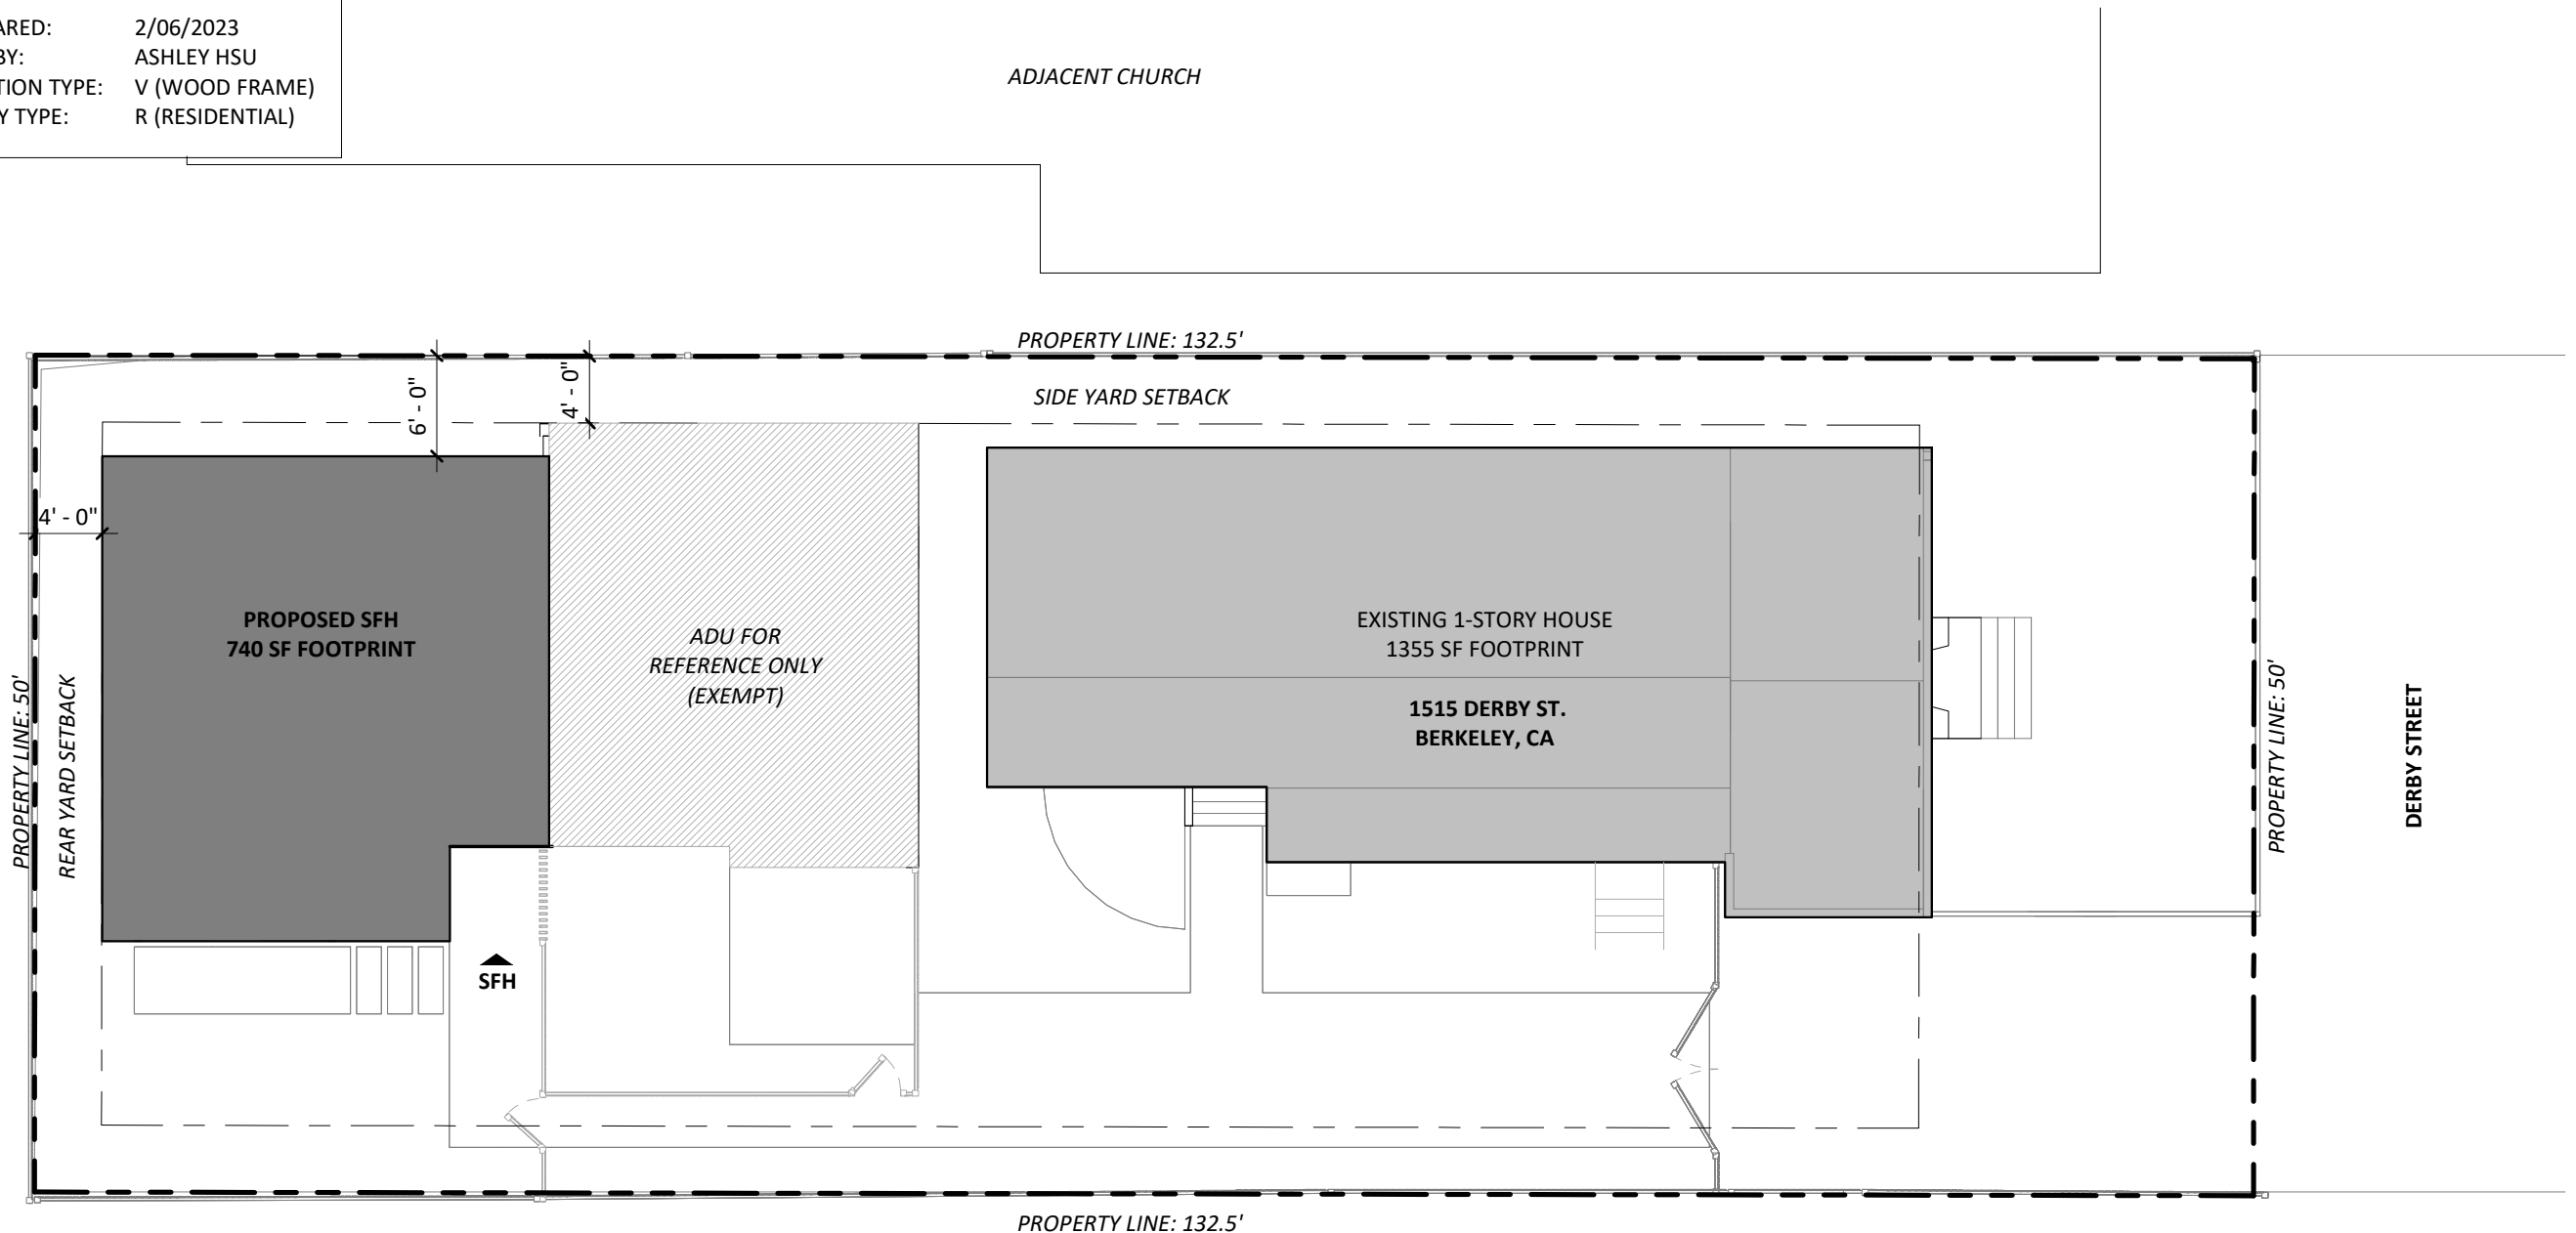 ARED: 2/06/2023
BY: ASHLEY HSU
TION TYPE: V (WOOD FRAME)
Y TYPE: R (RESIDENTIAL)
ADJACENT CHURCH
PROPERTY LINE: 132.5'
SIDE YARD SETBACK
6' - 0"
4' - 0"
4' - 0"
PROPERTY LINE: 50'
REAR YARD SETBACK
PROPOSED SFH
740 SF FOOTPRINT
ADU FOR
REFERENCE ONLY
(EXEMPT)
EXISTING 1-STORY HOUSE
1355 SF FOOTPRINT
1515 DERBY ST.
BERKELEY, CA
PROPERTY LINE: 50'
DERBY STREET
SFH
PROPERTY LINE: 132.5'